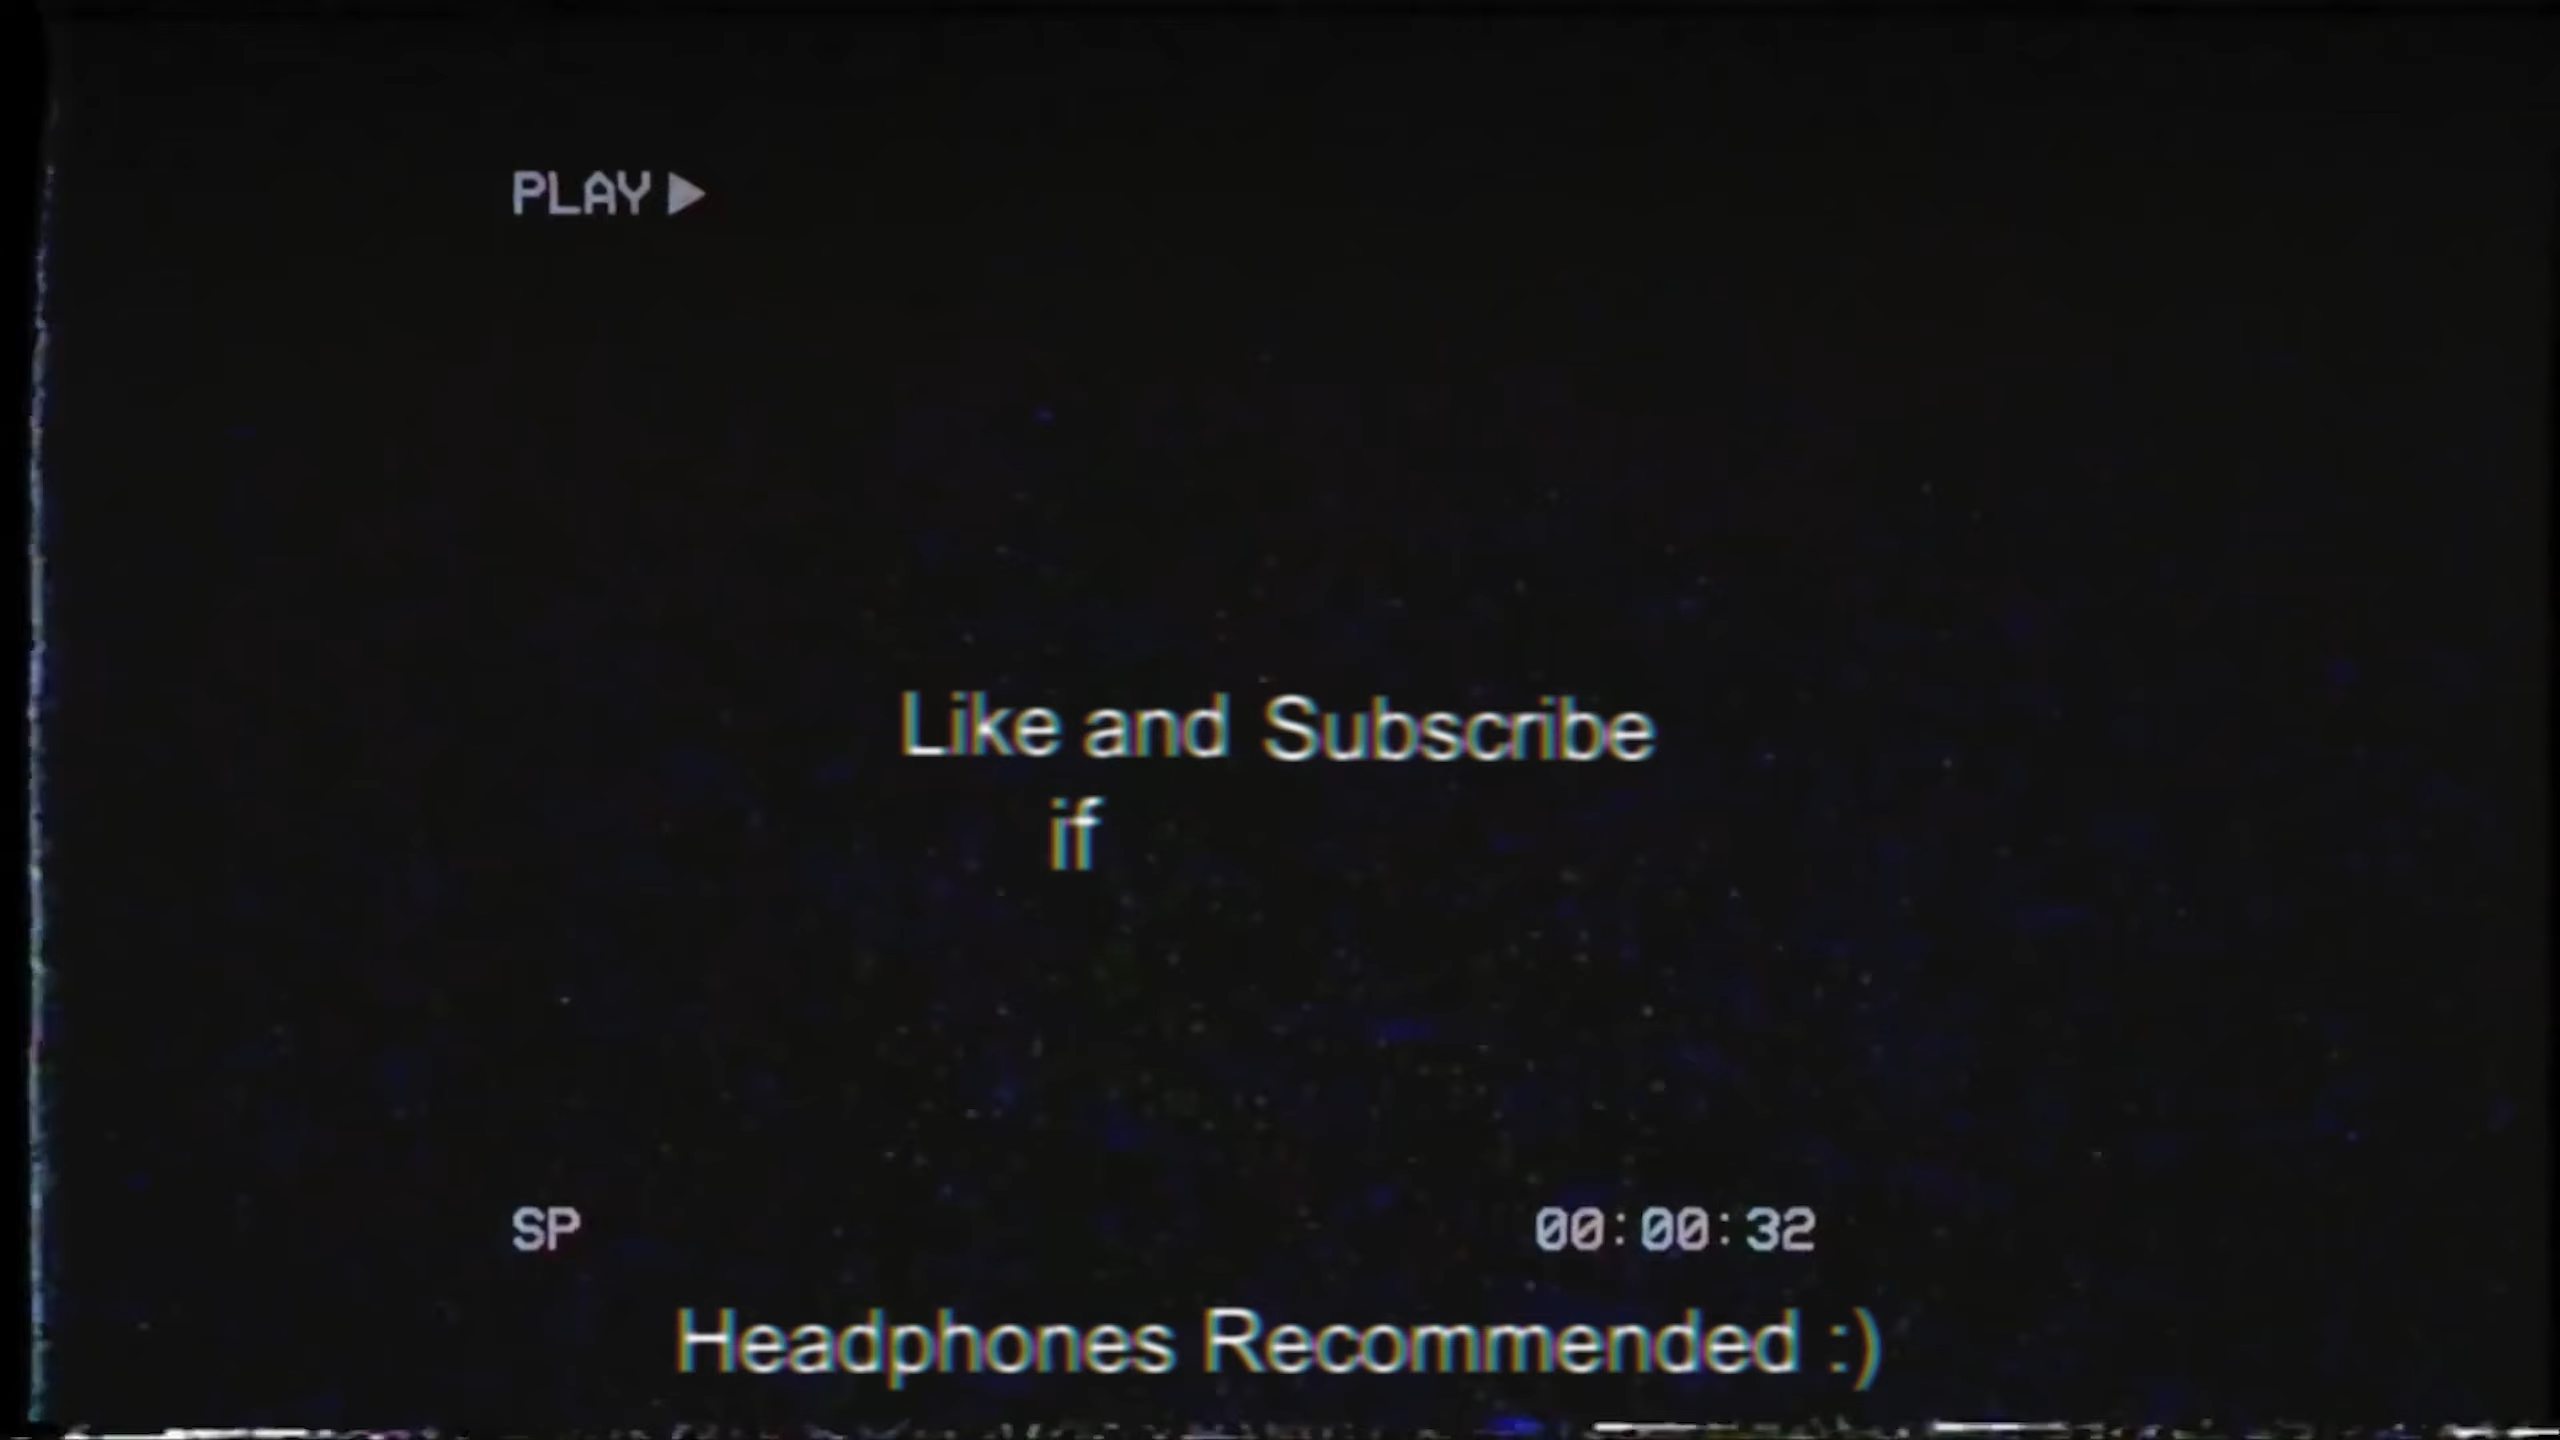 PLAY ▶
Like and Subscribe
if
SP
00:00:32
Headphones Recommended :)